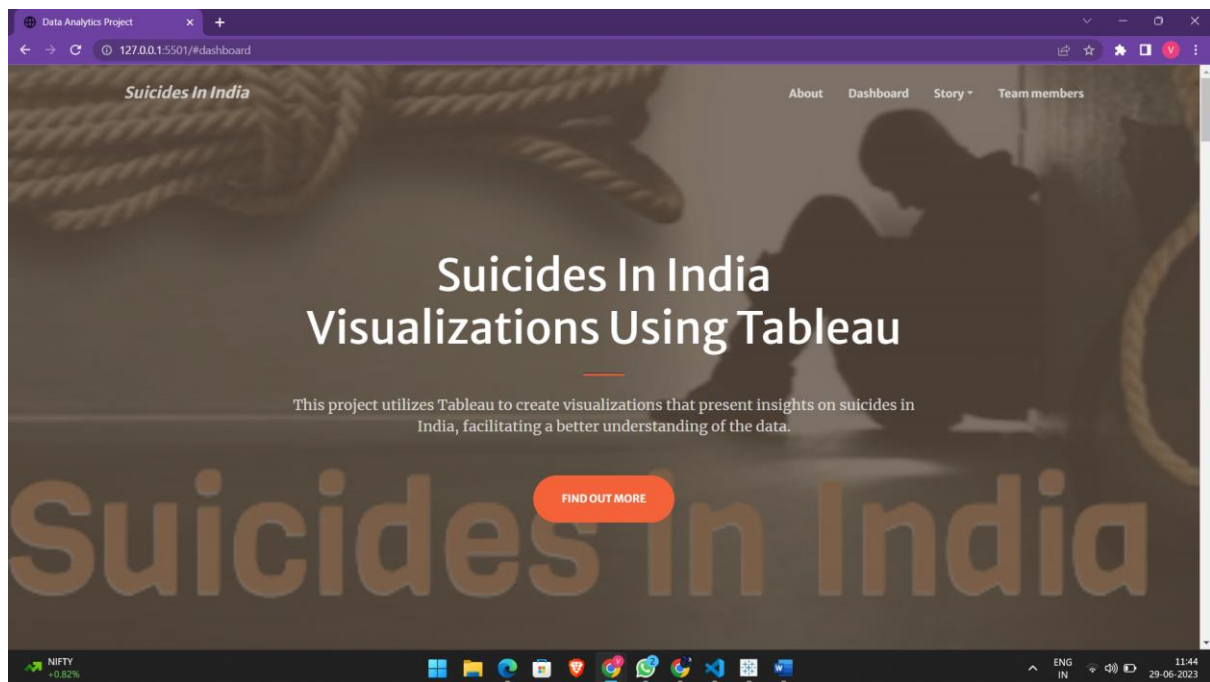 Data Analytics Project
127.0.0.1:5501/#dashboard
V
Suicides In India
About Dashboard Story Team members
Suicides In India
Visualizations Using Tableau
This project utilizes Tableau to create visualizations that present insights on suicides in
India, facilitating a better understanding of the data.
FIND OUT MORE
Suicides in India
NIFTY
+0.82%
2
W
ENG
IN
11:44
29-06-2023